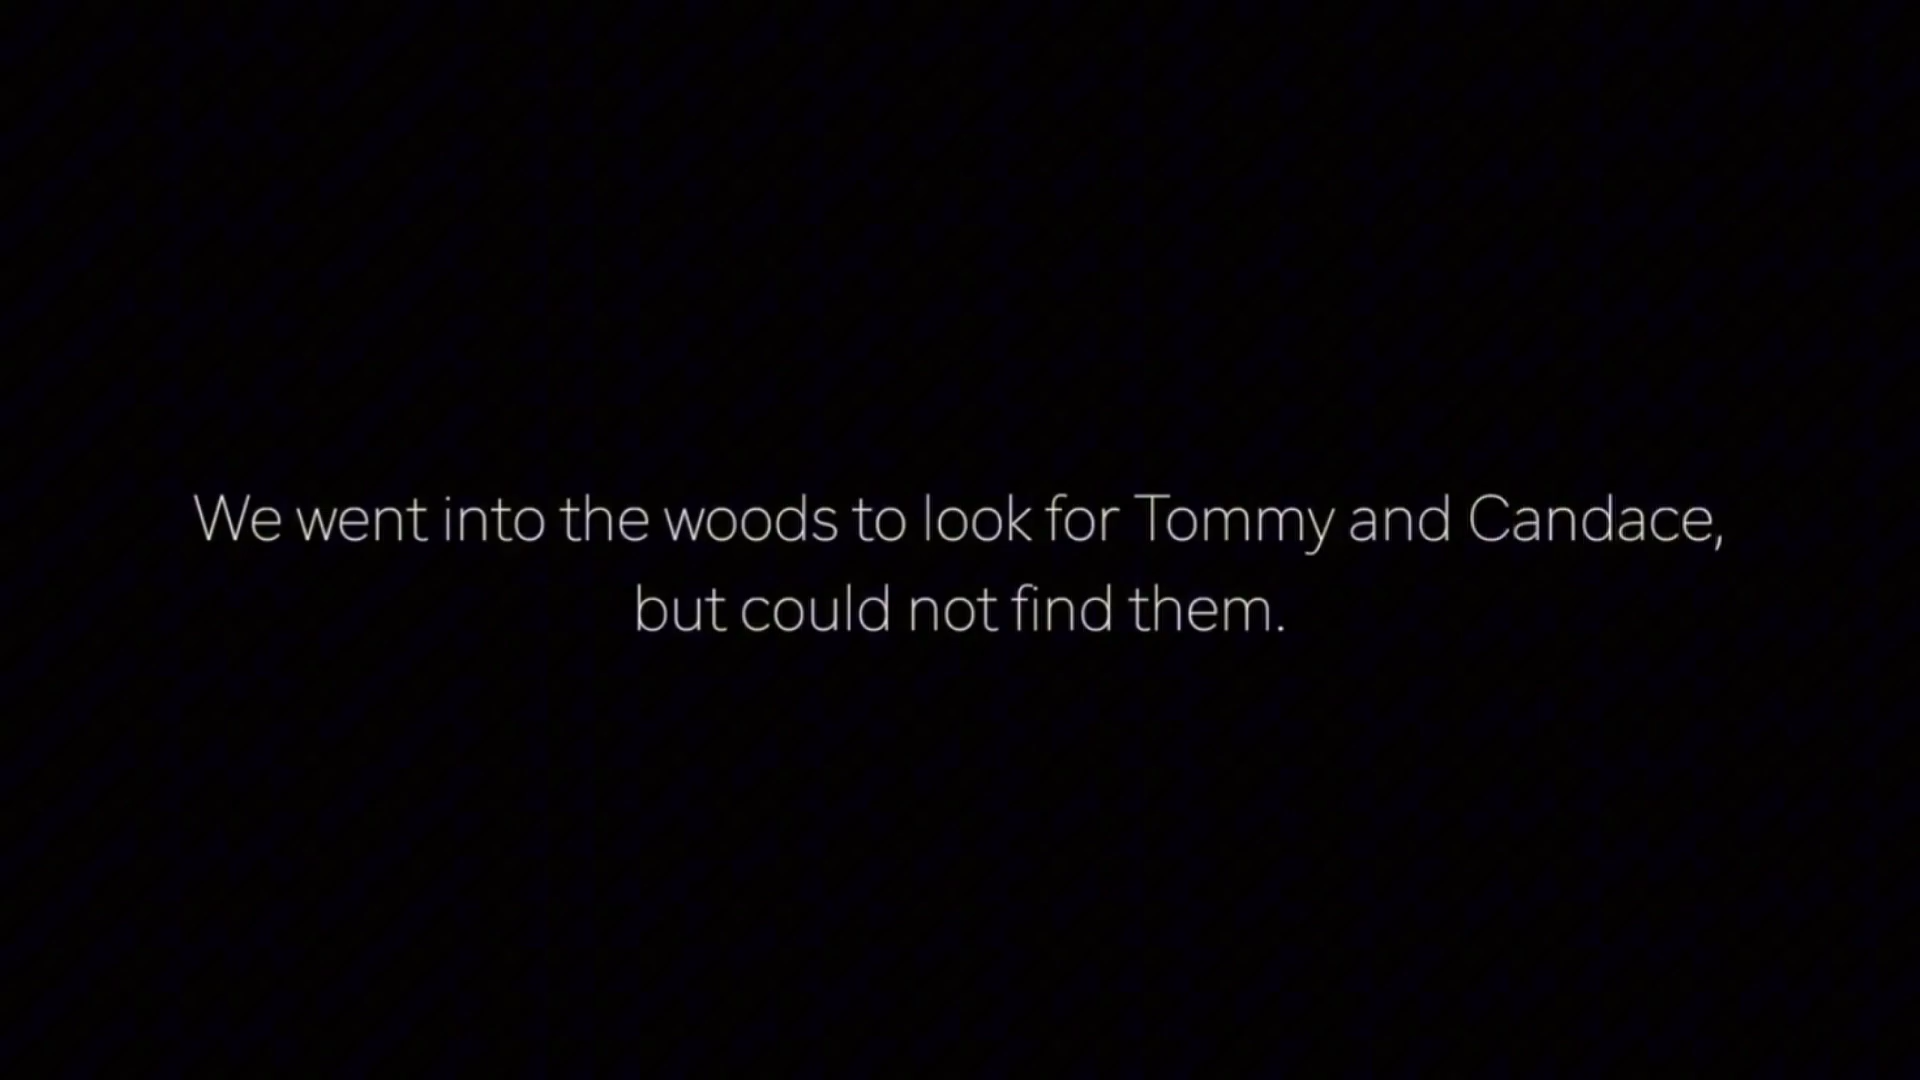 We went into the woods to look for Tommy and Candace,
but could not find them.